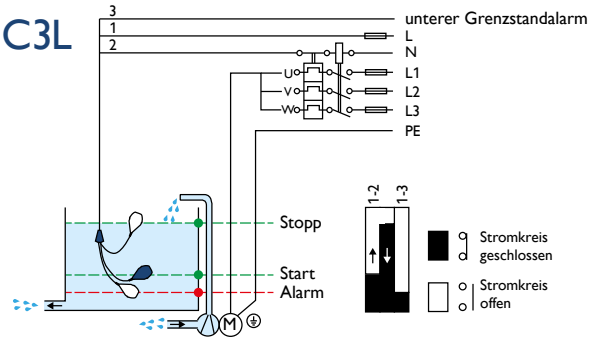 C3L
3
unterer Grenzstandalarm
1
L
2
N
U
L1
V
L2
W
L3
PE
Stopp
Start
Alarm
M
1-2
1-3
Stromkreis
geschlossen
Stromkreis
offen